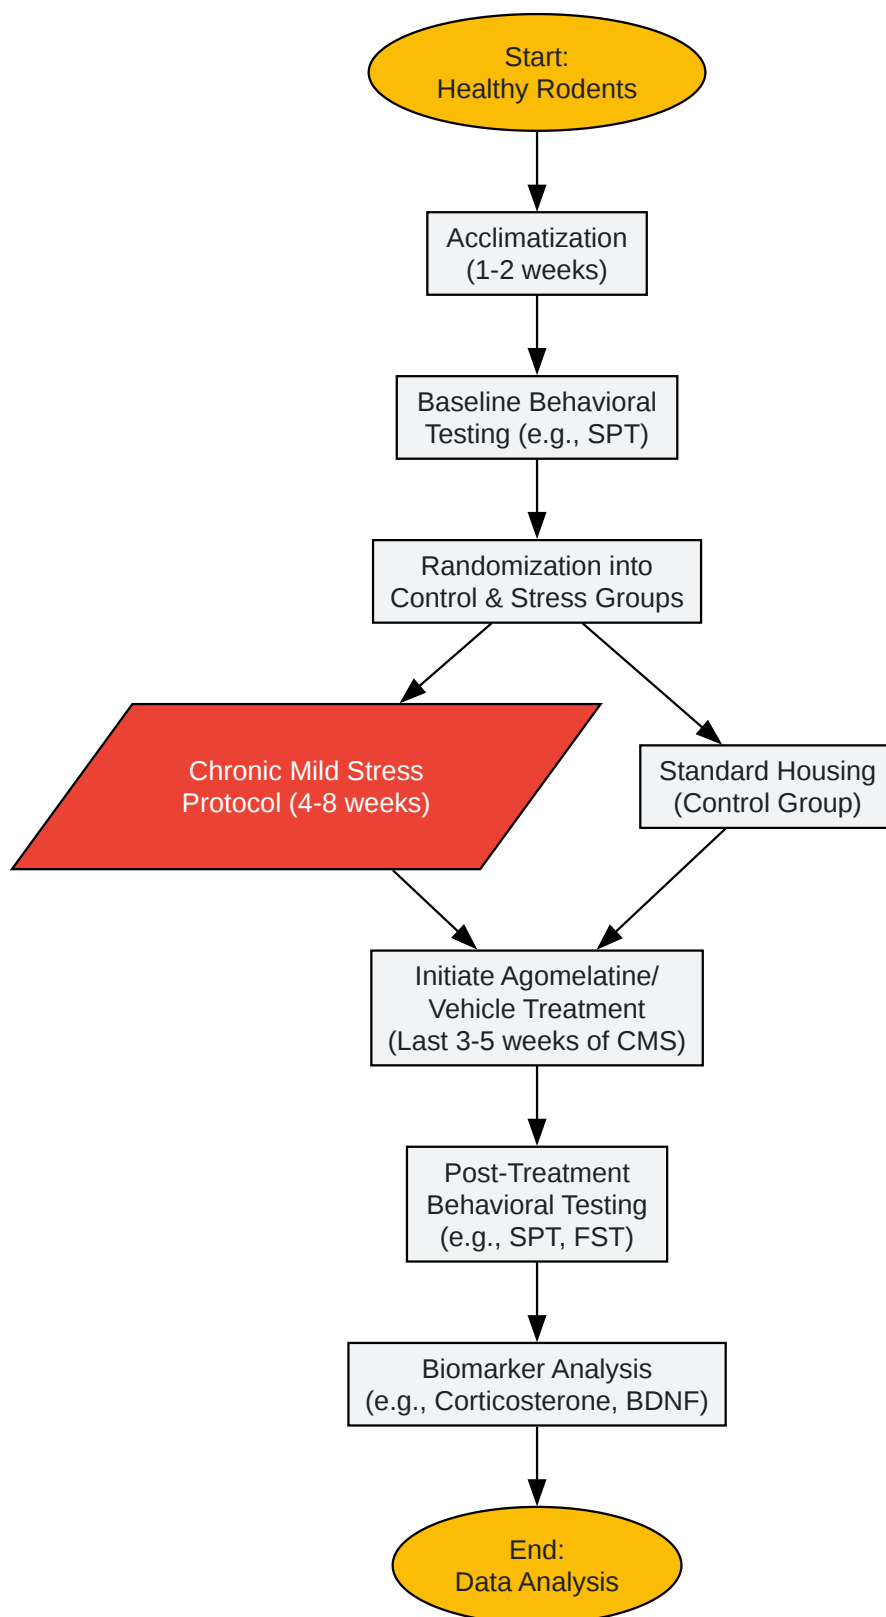 Start:
Healthy Rodents
Acclimatization
(1-2 weeks)
Baseline Behavioral
Testing (e.g., SPT)
Randomization into
Control & Stress Groups
Chronic Mild Stress
Protocol (4-8 weeks)
Standard Housing
(Control Group)
Initiate Agomelatine/
Vehicle Treatment
(Last 3-5 weeks of CMS)
Post-Treatment
Behavioral Testing
(e.g., SPT, FST)
Biomarker Analysis
(e.g., Corticosterone, BDNF)
End:
Data Analysis